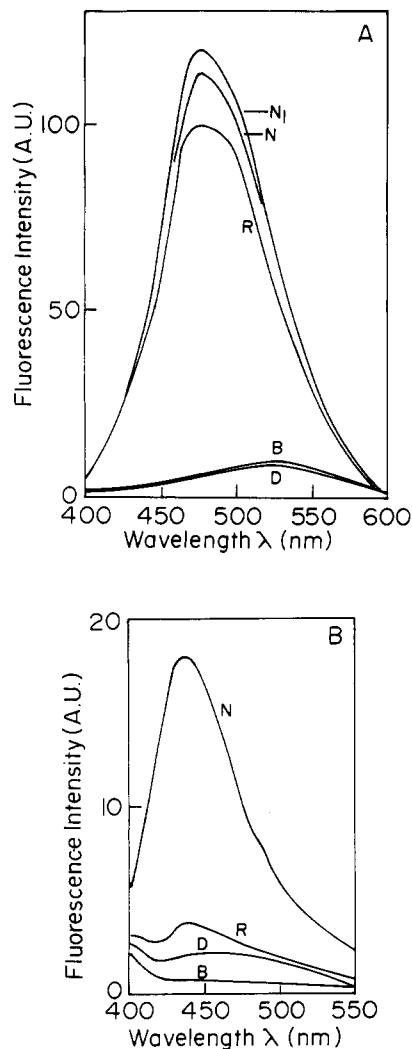 A
Fluorescence Intensity (A.U.)
100
50
0
N₁
N
R
B
D
400 450 500 550 600
Wavelength λ (nm)
B
Fluorescence Intensity (A.U.)
20
10
0
N
R
D
B
400 450 500 550
Wavelength λ (nm)